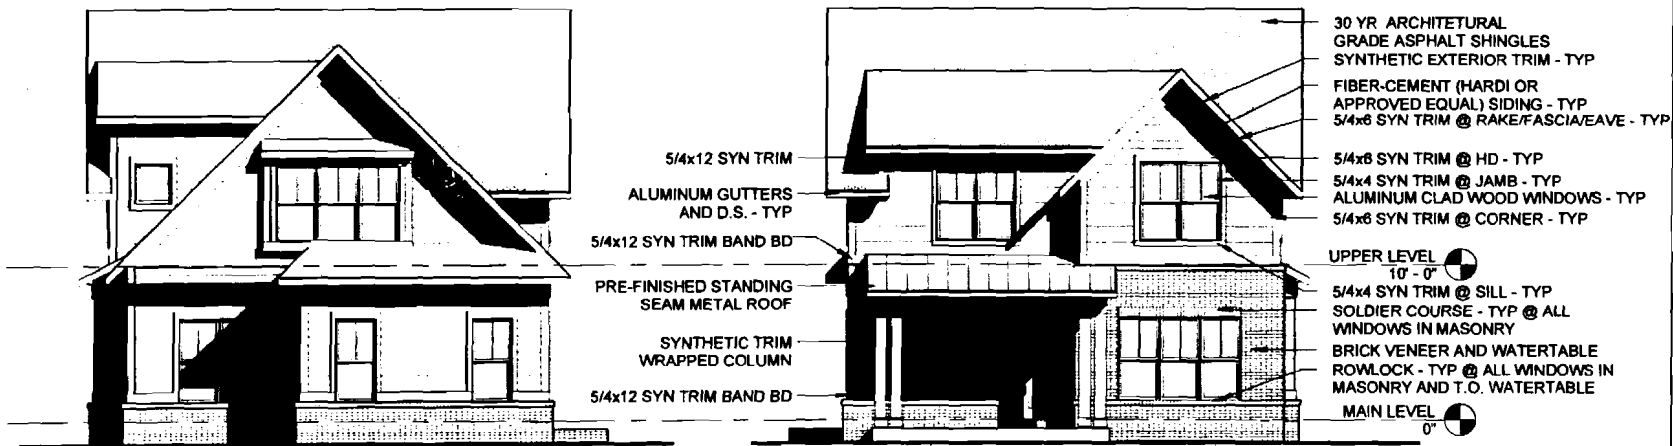 5/4x12 SYN TRIM
ALUMINUM GUTTERS
AND D.S. - TYP
5/4x12 SYN TRIM BAND BD
PRE-FINISHED STANDING
SEAM METAL ROOF
SYNTHETIC TRIM
WRAPPED COLUMN
5/4x12 SYN TRIM BAND BD
30 YR ARCHITETURAL
GRADE ASPHALT SHINGLES
SYNTHETIC EXTERIOR TRIM - TYP
FIBER-CEMENT (HARDI OR
APPROVED EQUAL) SIDING - TYP
5/4x6 SYN TRIM @ RAKE/FASCIA/EAVE - TYP
5/4x6 SYN TRIM @ HD - TYP
5/4x4 SYN TRIM @ JAMB - TYP
ALUMINUM CLAD WOOD WINDOWS - TYP
5/4x6 SYN TRIM @ CORNER - TYP
UPPER LEVEL
10' - 0"
5/4x4 SYN TRIM @ SILL - TYP
SOLDIER COURSE - TYP @ ALL
WINDOWS IN MASONRY
BRICK VENEER AND WATERTABLE
ROWLOCK - TYP @ ALL WINDOWS IN
MASONRY AND T.O. WATERTABLE
MAIN LEVEL
0"